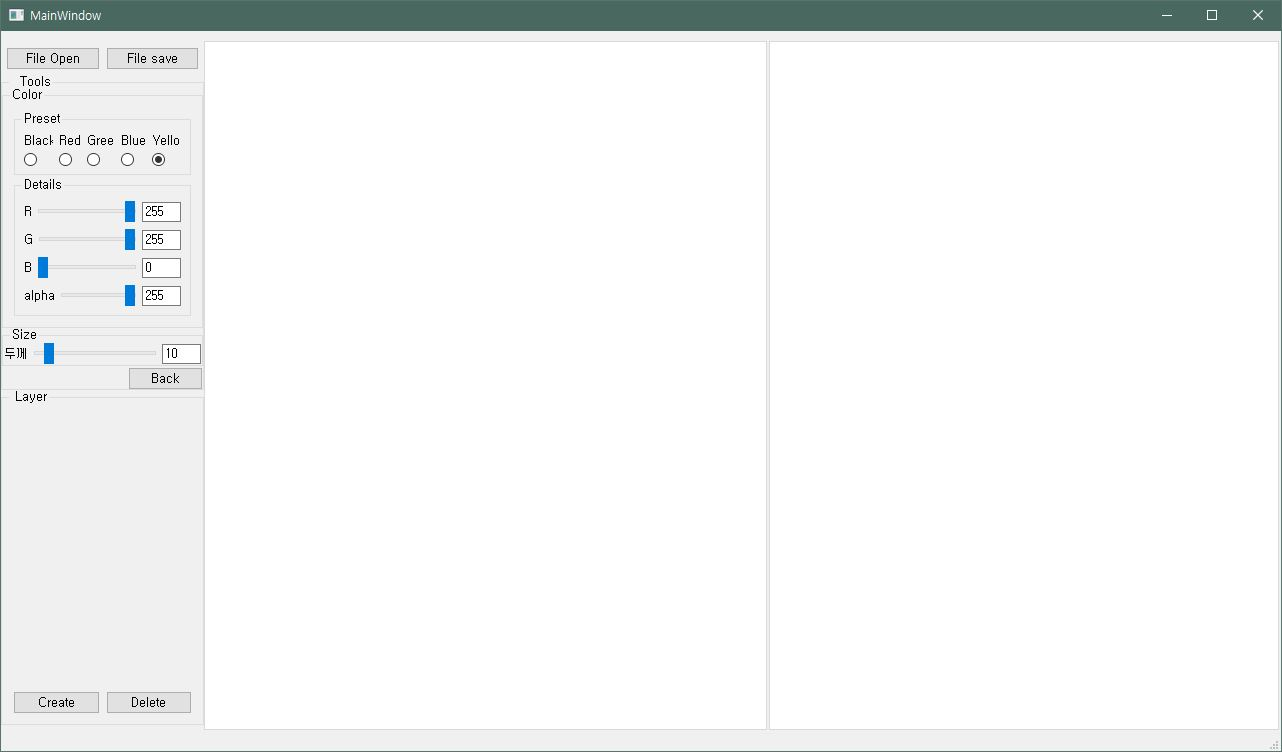 MainWindow
File Open File save
Tools
Color
Preset
Black Red Gree Blue Yello
Details
R 255
G 255
B 0
alpha 255
Size
두께 10
Back
Layer
Create Delete